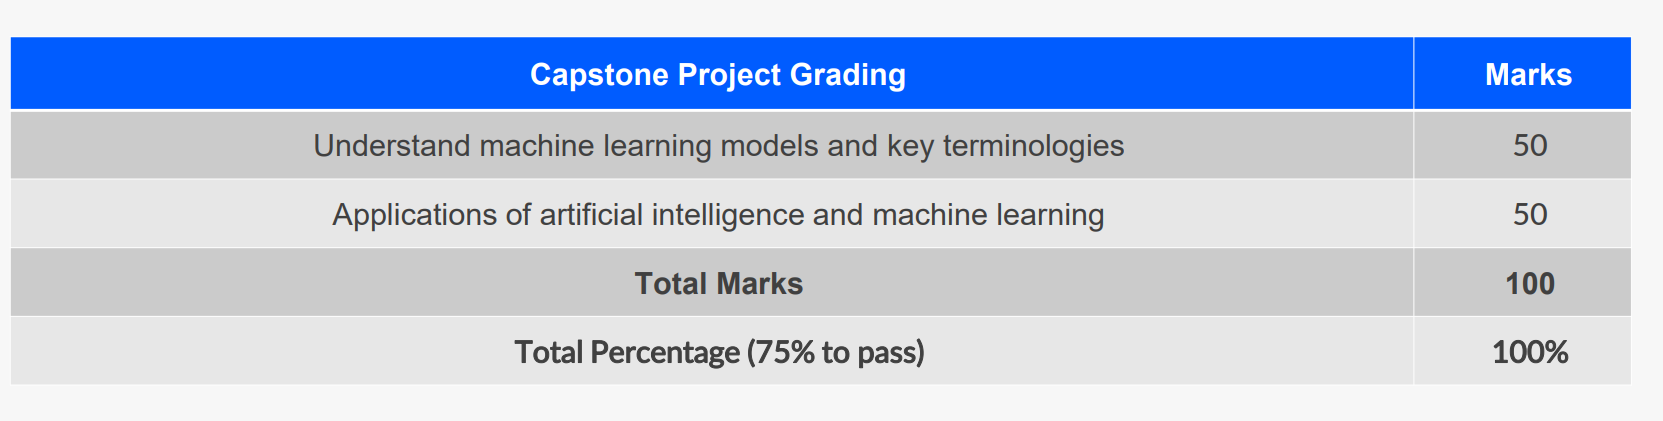 Capstone Project Grading Marks
Understand machine learning models and key terminologies 50
Applications of artificial intelligence and machine learning 50
Total Marks 100
Total Percentage (75% to pass) 100%